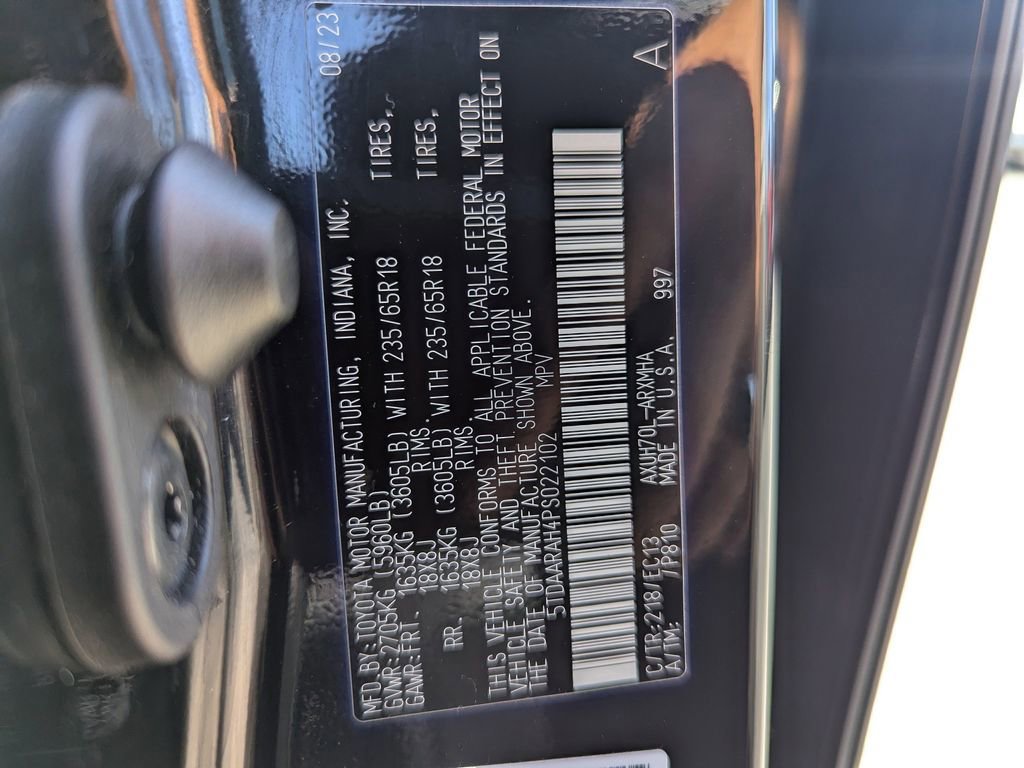 MFD BY:TOYOTA MOTOR MANUFACTURING, INDIANA, INC. 08/23
GVWR:2705KG (5960LB)
GAWR:FRT. 1635KG (3605LB) WITH 235/65R18 TIRES,
18X8J RIMS.
RR. 1635KG (3605LB) WITH 235/65R18 TIRES,
18X8J RIMS.
THIS VEHICLE CONFORMS TO ALL APPLICABLE FEDERAL MOTOR
VEHICLE SAFETY AND THEFT PREVENTION STANDARDS IN EFFECT ON
THE DATE OF MANUFACTURE SHOWN ABOVE.
5TDAARAH4PS022102 MPV
C/TR:218/EC13 AXUH70L-ARXMHA 997 A
A/TM: /P810 MADE IN U.S.A.